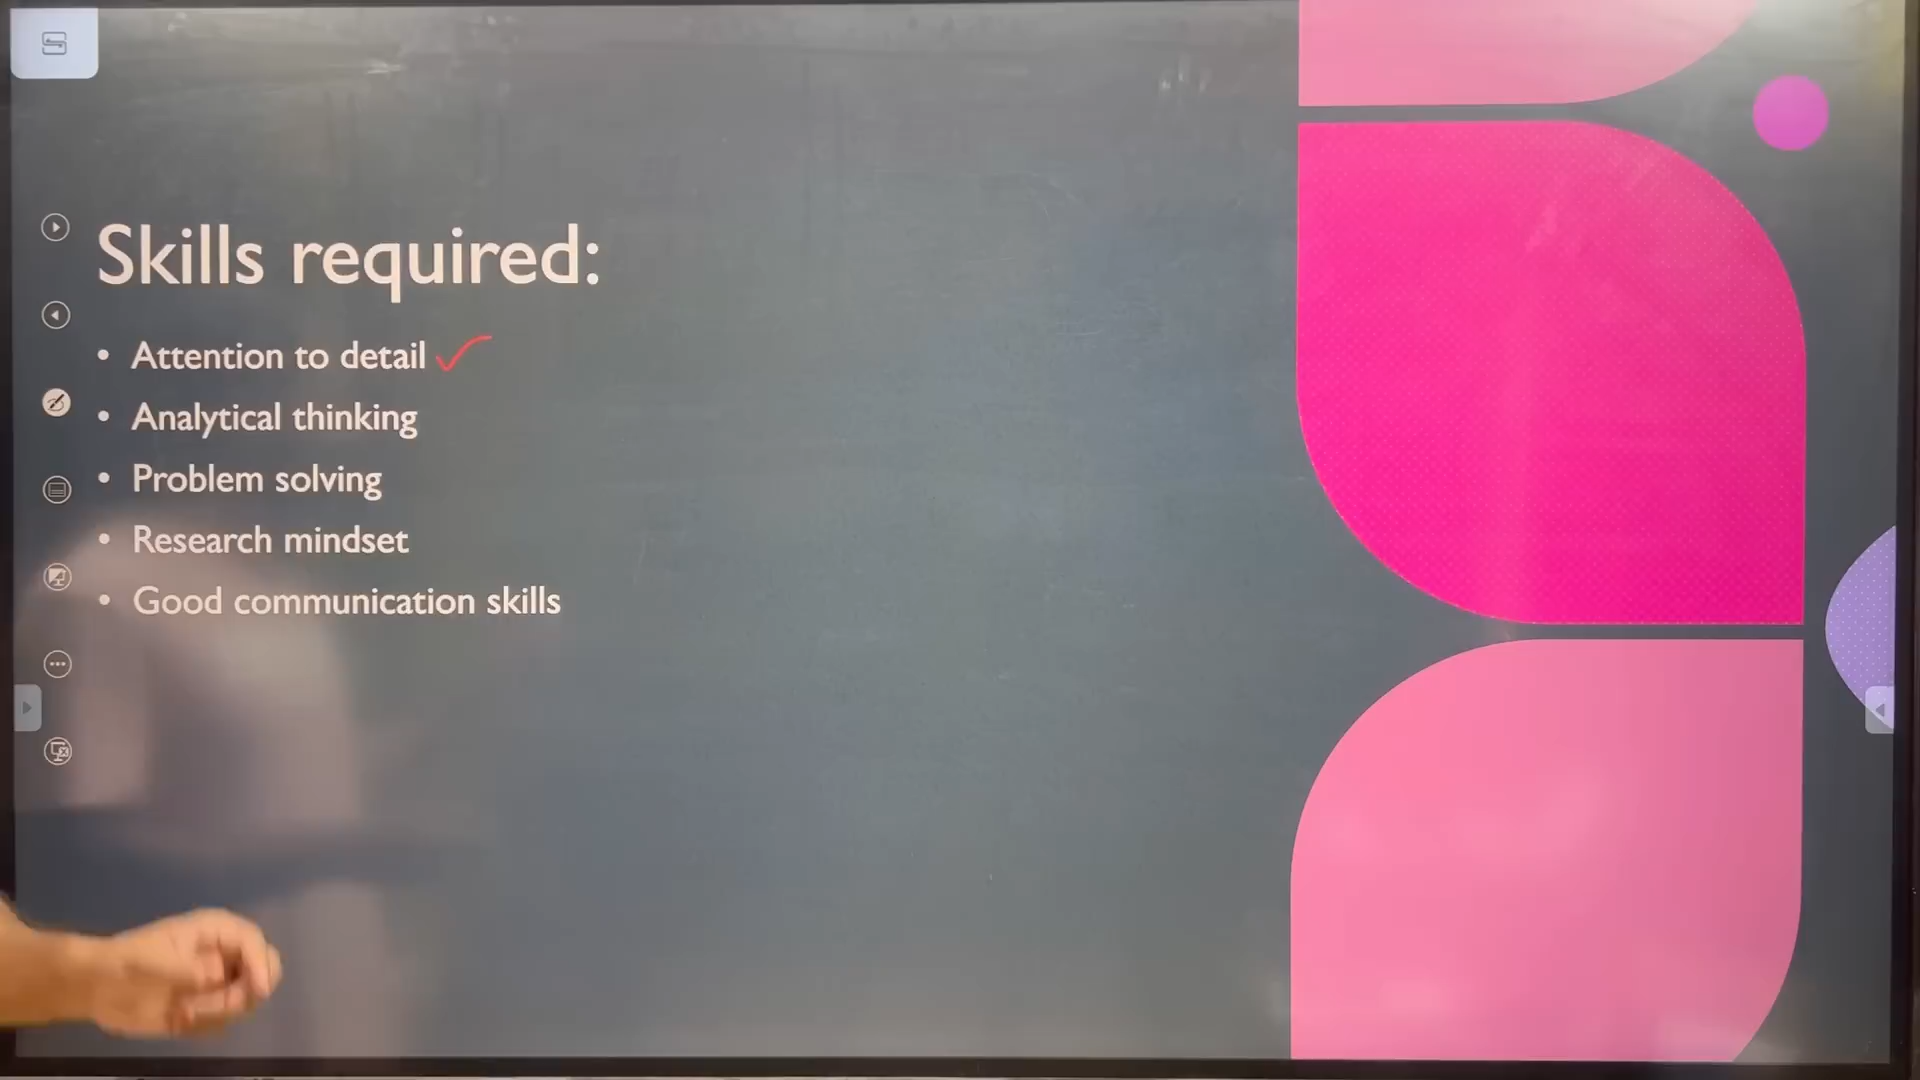 Skills required:
• Attention to detail
• Analytical thinking
• Problem solving
• Research mindset
• Good communication skills